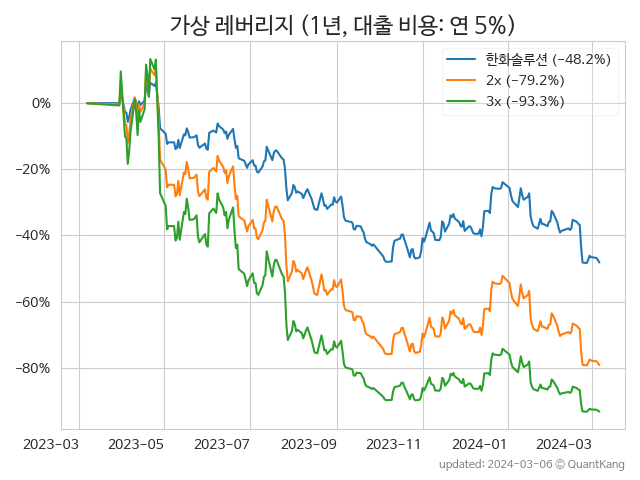 가상 레버리지 (1년, 대출 비용: 연 5%)
한화솔루션 (−48.2%)
2x (−79.2%)
3x (−93.3%)
0%
−20%
−40%
−60%
−80%
2023-03 2023-05 2023-07 2023-09 2023-11 2024-01 2024-03
updated: 2024-03-06 © QuantKang